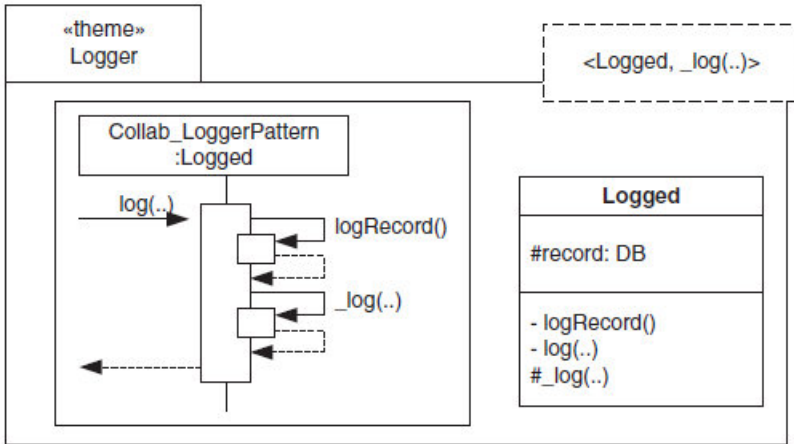 «theme»
Logger
<Logged, _log(..)>
Collab_LoggerPattern
:Logged
log(..)
logRecord()
_log(..)
Logged
#record: DB
- logRecord()
- log(..)
#_log(..)